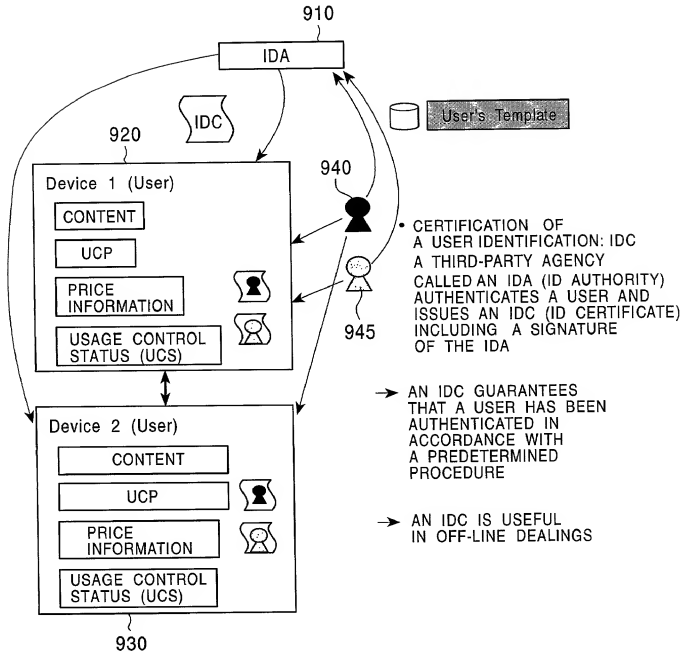 910
IDA
IDC
User's Template
920
940
Device 1 (User)
CONTENT
UCP
PRICE
INFORMATION
USAGE CONTROL
STATUS (UCS)
945
• CERTIFICATION OF
A USER IDENTIFICATION: IDC
A THIRD-PARTY AGENCY
CALLED AN IDA (ID AUTHORITY)
AUTHENTICATES A USER AND
ISSUES AN IDC (ID CERTIFICATE)
INCLUDING A SIGNATURE
OF THE IDA
→ AN IDC GUARANTEES
THAT A USER HAS BEEN
AUTHENTICATED IN
ACCORDANCE WITH
A PREDETERMINED
PROCEDURE
→ AN IDC IS USEFUL
IN OFF-LINE DEALINGS
Device 2 (User)
CONTENT
UCP
PRICE
INFORMATION
USAGE CONTROL
STATUS (UCS)
930